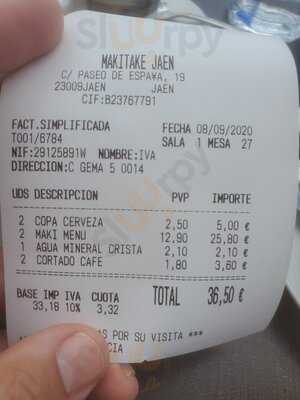 Sluurpy
MAKITAKE JAEN
C/ PASEO DE ESPAÑA, 19
23009JAEN JAEN
CIF:B23767791
FACT.SIMPLIFICADA FECHA 08/09/2020
T001/6784 SALA 1 MESA 27
NIF:29125891W NOMBRE:IVA
DIRECCION:C GEMA 5 0014
UDS DESCRIPCION PVP IMPORTE
2 COPA CERVEZA 2,50 5,00 €
2 MAKI MENU 12,90 25,80 €
1 AGUA MINERAL CRISTA 2,10 2,10 €
2 CORTADO CAFE 1,80 3,60 €
BASE IMP IVA CUOTA TOTAL 36,50 €
33,18 10% 3,32
AS POR SU VISITA ***
CIA